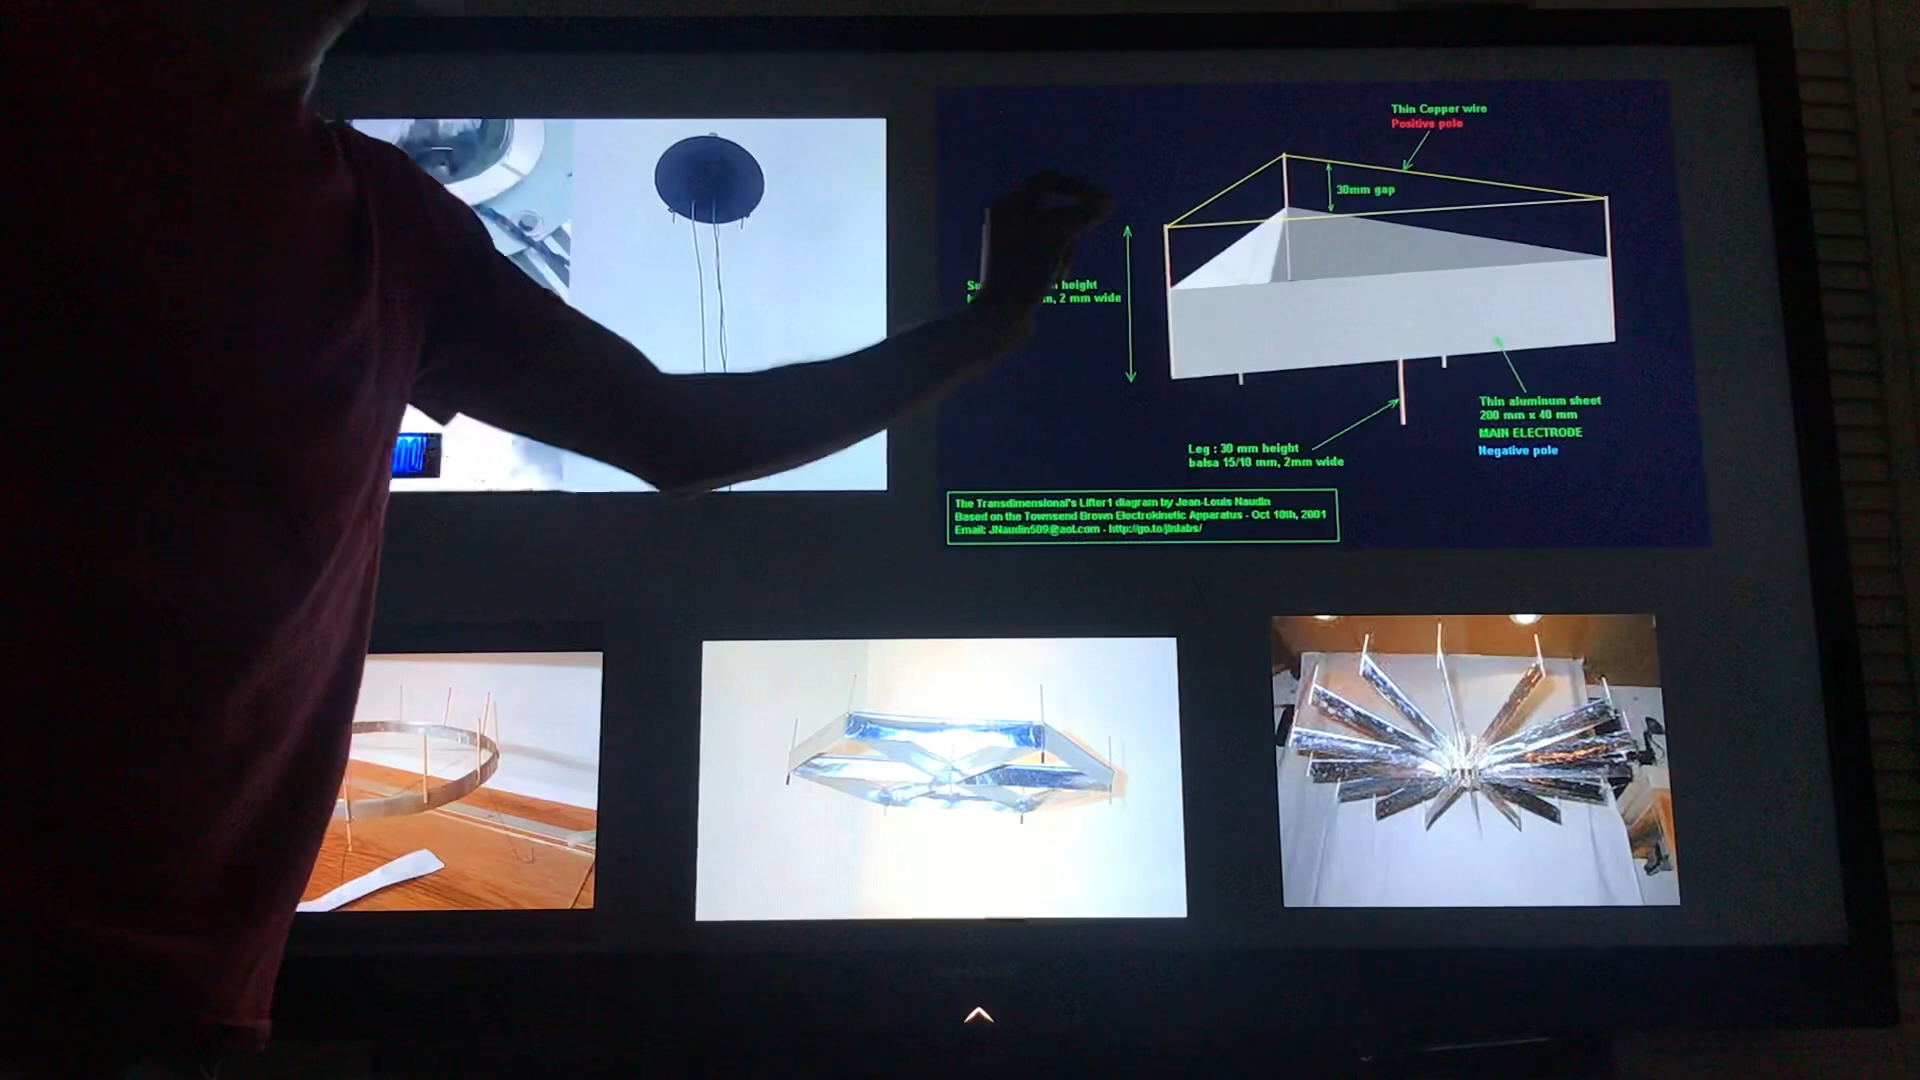 Thin Copper wire
Positive pole
30mm gap
height
, 2 mm wide
Thin aluminum sheet
200 mm x 40 mm
MAIN ELECTRODE
Negative pole
Leg : 30 mm height
balsa 15/10 mm, 2mm wide
The Transdimensional's Lifter1 diagram by Jean-Louis Naudin
Based on the Townsend Brown Electrokinetic Apparatus - Oct 10th, 2001
Email: JNaudin509@aol.com - http://go.to/jlnlabs/